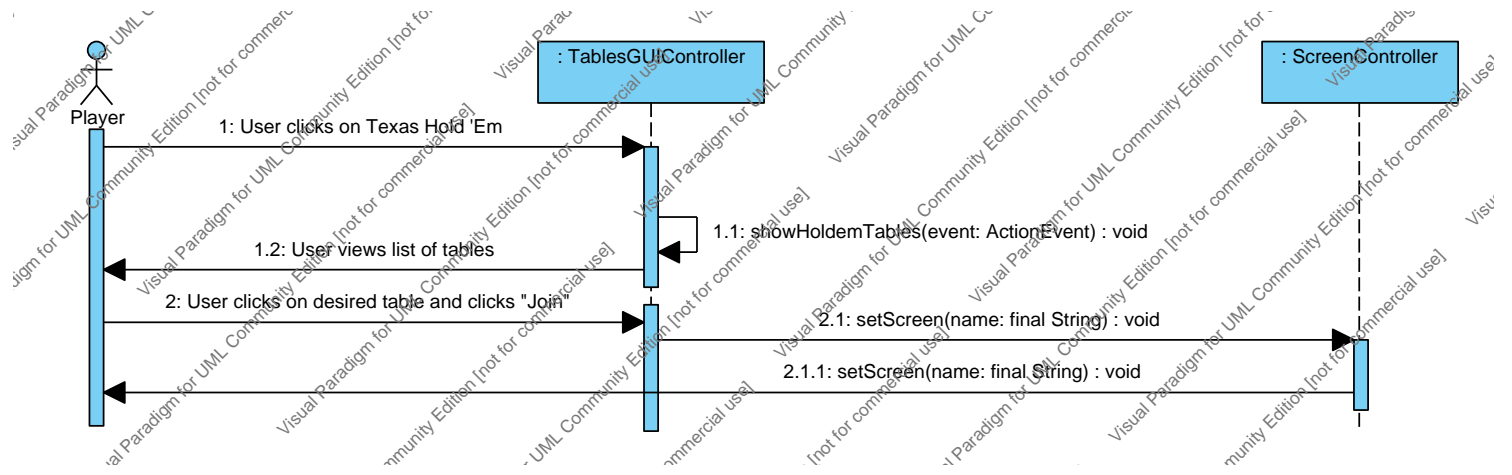 : TablesGUIController
: ScreenController
Player
1: User clicks on Texas Hold 'Em
1.1: showHoldemTables(event: ActionEvent) : void
1.2: User views list of tables
2: User clicks on desired table and clicks "Join"
2.1: setScreen(name: final String) : void
2.1.1: setScreen(name: final String) : void
Visual Paradigm for UML Community Edition [not for commercial use]